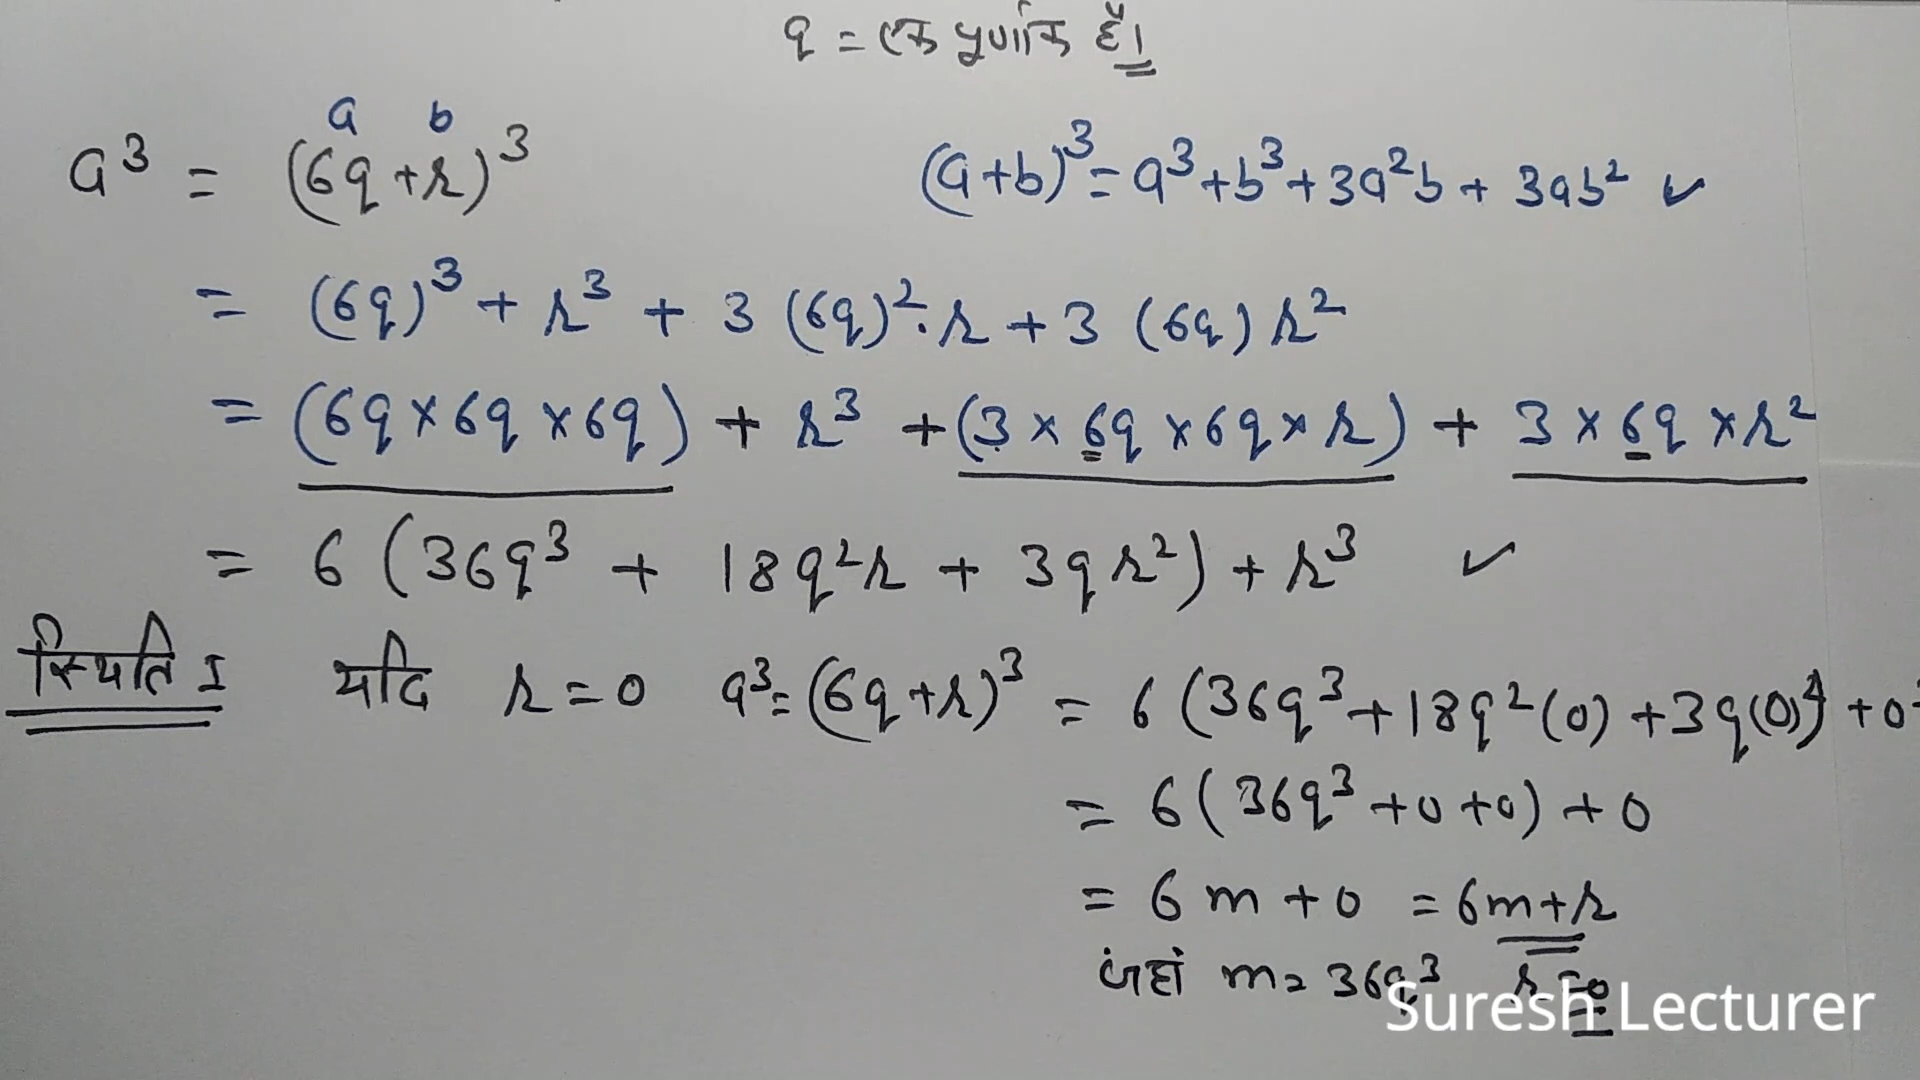 q = एक पूर्णांक है।
a b
a³ = (6q + r)³ (a+b)³ = a³ + b³ + 3a²b + 3ab² ✓
= (6q)³ + r³ + 3 (6q)² . r + 3 (6q) r²
= (6q × 6q × 6q) + r³ + (3 × 6q × 6q × r) + 3 × 6q × r²
= 6 (36q³ + 18q²r + 3qr²) + r³ ✓
स्थिति I यदि r = 0 a³ = (6q + r)³ = 6 (36q³ + 18q²(0) + 3q(0)²) + 0³
= 6 (36q³ + 0 + 0) + 0
= 6m + 0 = 6m + r
जहां m = 36q³ r = 0
Suresh Lecturer